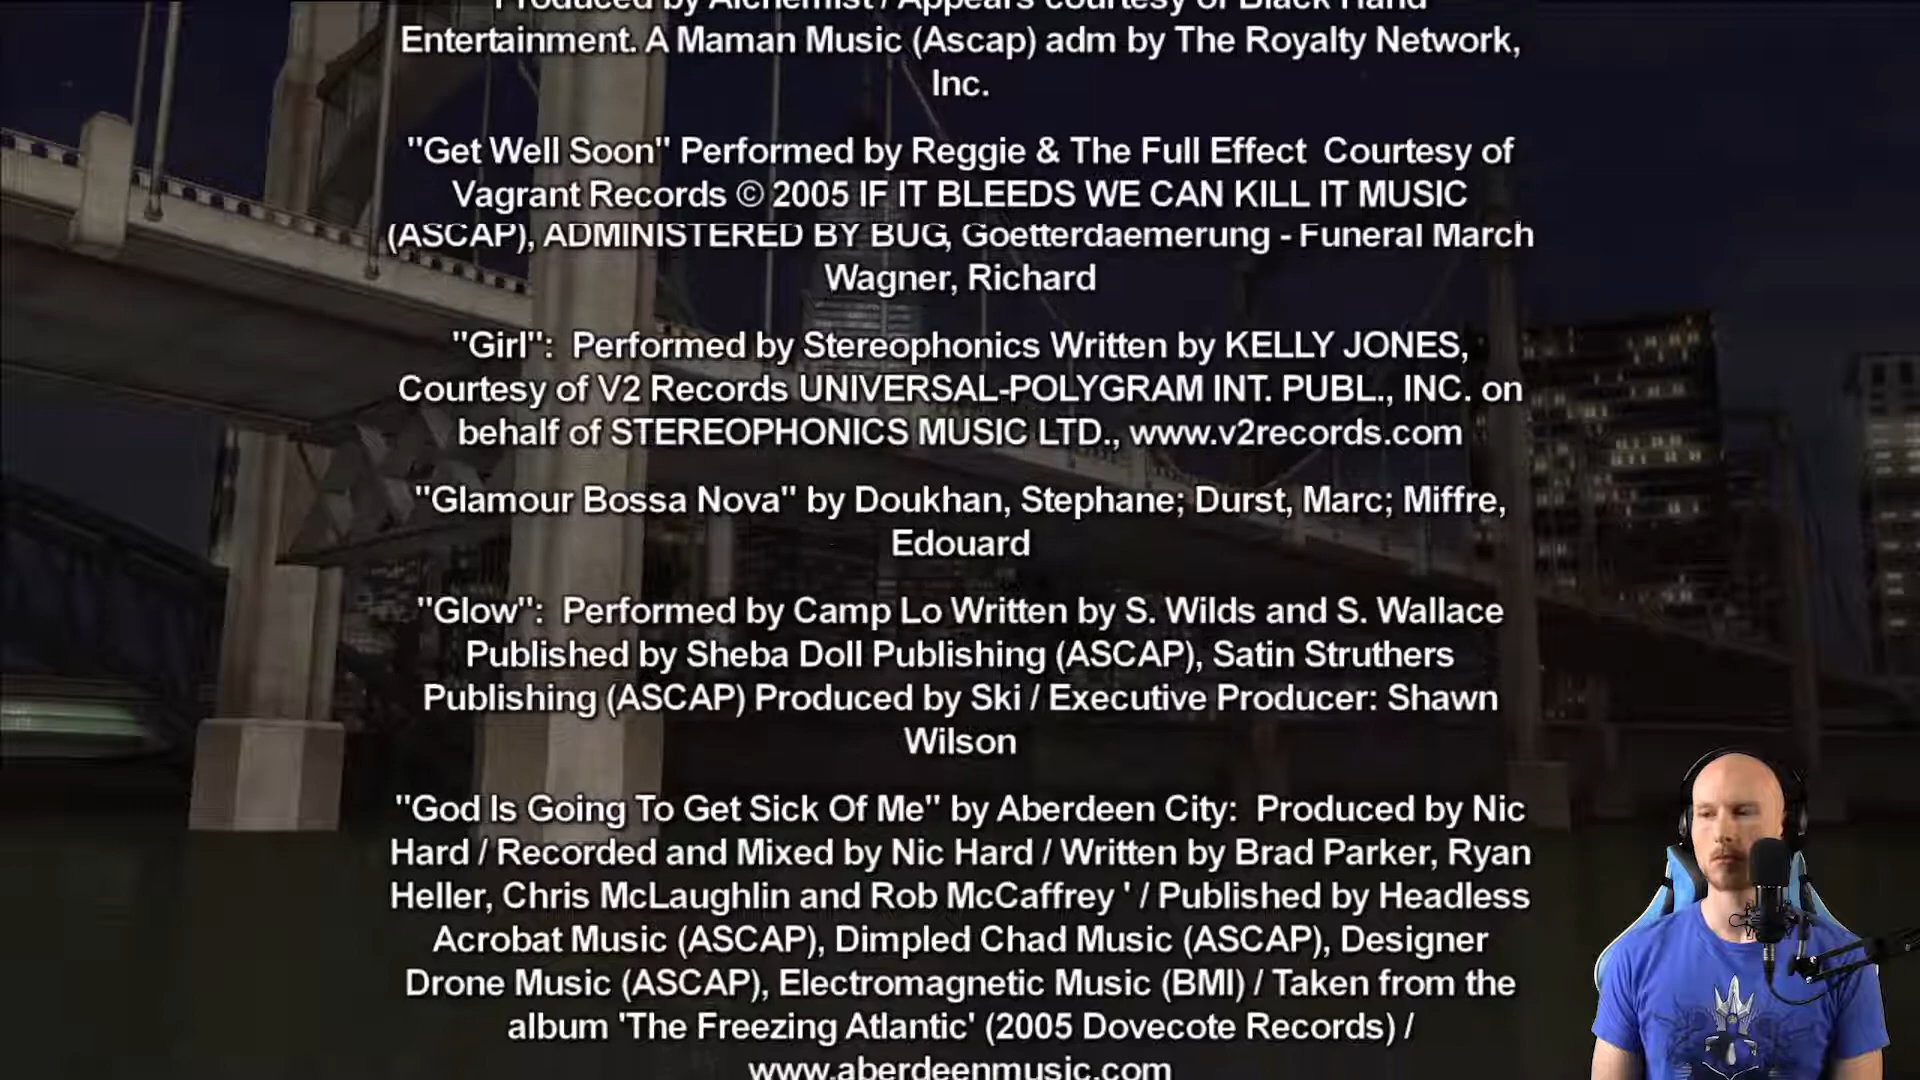 Produced by Alchemist / Appears courtesy of Black Hand
Entertainment. A Maman Music (Ascap) adm by The Royalty Network,
Inc.
"Get Well Soon" Performed by Reggie & The Full Effect  Courtesy of
Vagrant Records © 2005 IF IT BLEEDS WE CAN KILL IT MUSIC
(ASCAP), ADMINISTERED BY BUG, Goetterdaemerung - Funeral March
Wagner, Richard
"Girl":  Performed by Stereophonics Written by KELLY JONES,
Courtesy of V2 Records UNIVERSAL-POLYGRAM INT. PUBL., INC. on
behalf of STEREOPHONICS MUSIC LTD., www.v2records.com
"Glamour Bossa Nova" by Doukhan, Stephane; Durst, Marc; Miffre,
Edouard
"Glow":  Performed by Camp Lo Written by S. Wilds and S. Wallace
Published by Sheba Doll Publishing (ASCAP), Satin Struthers
Publishing (ASCAP) Produced by Ski / Executive Producer: Shawn
Wilson
"God Is Going To Get Sick Of Me" by Aberdeen City:  Produced by Nic
Hard / Recorded and Mixed by Nic Hard / Written by Brad Parker, Ryan
Heller, Chris McLaughlin and Rob McCaffrey ' / Published by Headless
Acrobat Music (ASCAP), Dimpled Chad Music (ASCAP), Designer
Drone Music (ASCAP), Electromagnetic Music (BMI) / Taken from the
album 'The Freezing Atlantic' (2005 Dovecote Records) /
www.aberdeenmusic.com